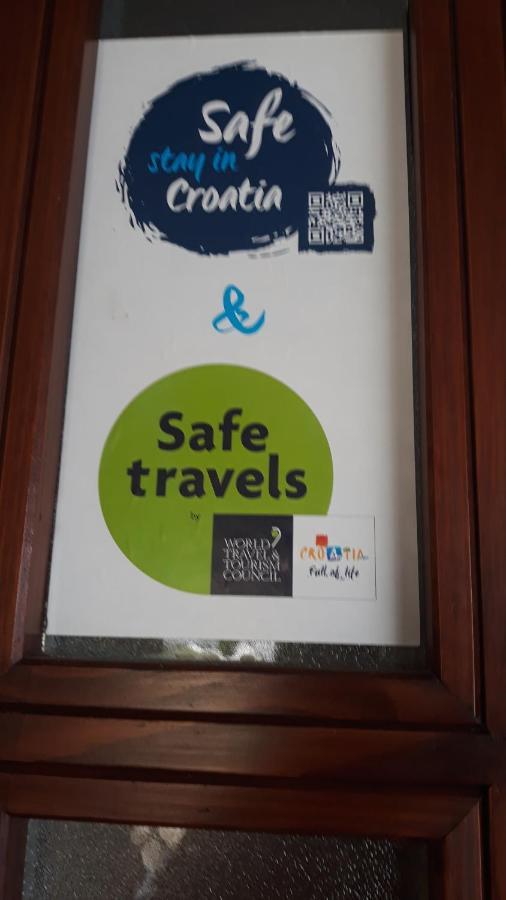 Safe
stay in
Croatia
&
Safe
travels
by
WORLD
TRAVEL &
TOURISM
COUNCIL
CROATIA
Full of life